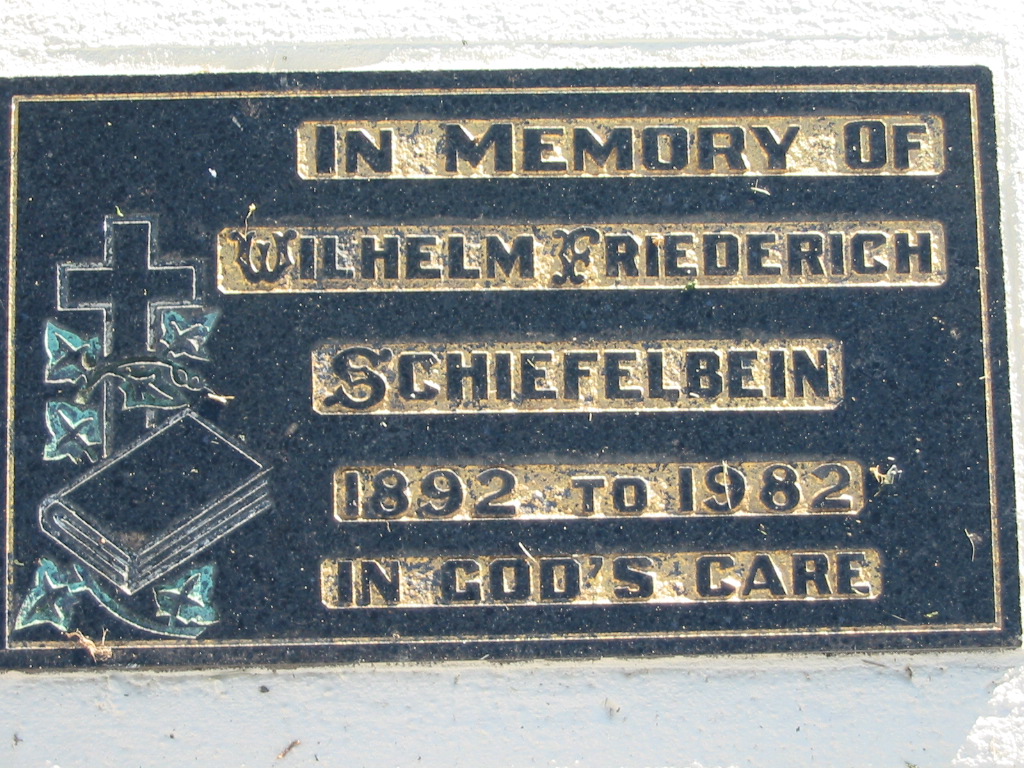 IN MEMORY OF
WILHELM FRIEDERICH
SCHIEFELBEIN
1892 TO 1982
IN GOD'S CARE